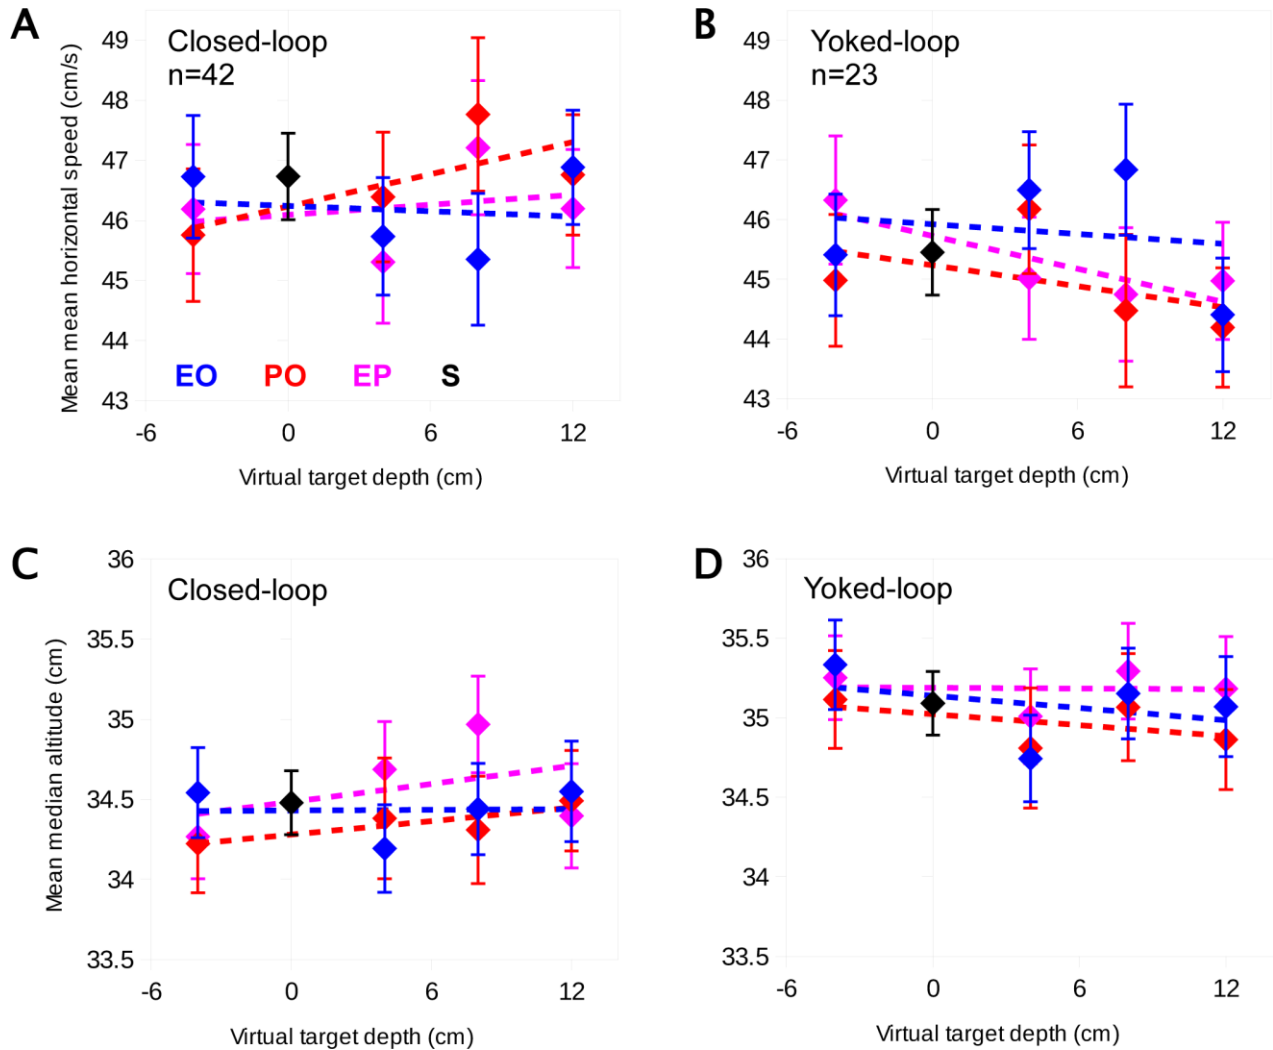 A
Closed-loop
n=42
Mean mean horizontal speed (cm/s)
49
48
47
46
45
44
43
EO PO EP S
-6 0 6 12
Virtual target depth (cm)
B
Yoked-loop
n=23
49
48
47
46
45
44
43
-6 0 6 12
Virtual target depth (cm)
C
Closed-loop
Mean median altitude (cm)
36
35.5
35
34.5
34
33.5
-6 0 6 12
Virtual target depth (cm)
D
Yoked-loop
36
35.5
35
34.5
34
33.5
-6 0 6 12
Virtual target depth (cm)